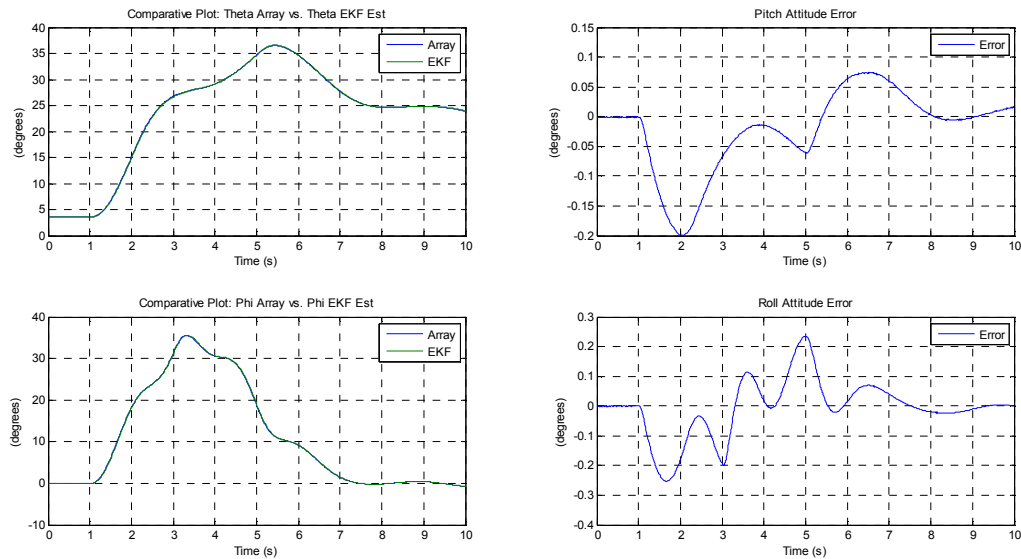 Comparative Plot: Theta Array vs. Theta EKF Est
40
35
30
25
20
15
10
5
0
(degrees)
Array
EKF
0 1 2 3 4 5 6 7 8 9 10
Time (s)
Pitch Attitude Error
0.15
0.1
0.05
0
-0.05
-0.1
-0.15
-0.2
(degrees)
Error
0 1 2 3 4 5 6 7 8 9 10
Time (s)
Comparative Plot: Phi Array vs. Phi EKF Est
40
30
20
10
0
-10
(degrees)
Array
EKF
0 1 2 3 4 5 6 7 8 9 10
Time (s)
Roll Attitude Error
0.3
0.2
0.1
0
-0.1
-0.2
-0.3
-0.4
(degrees)
Error
0 1 2 3 4 5 6 7 8 9 10
Time (s)